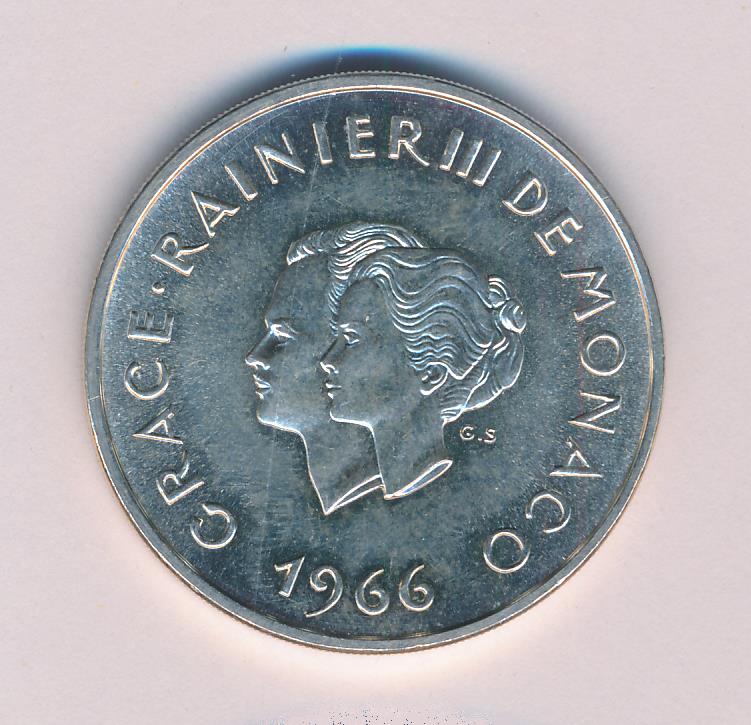 GRACE · RAINIER III DE MONACO
G.S
1966